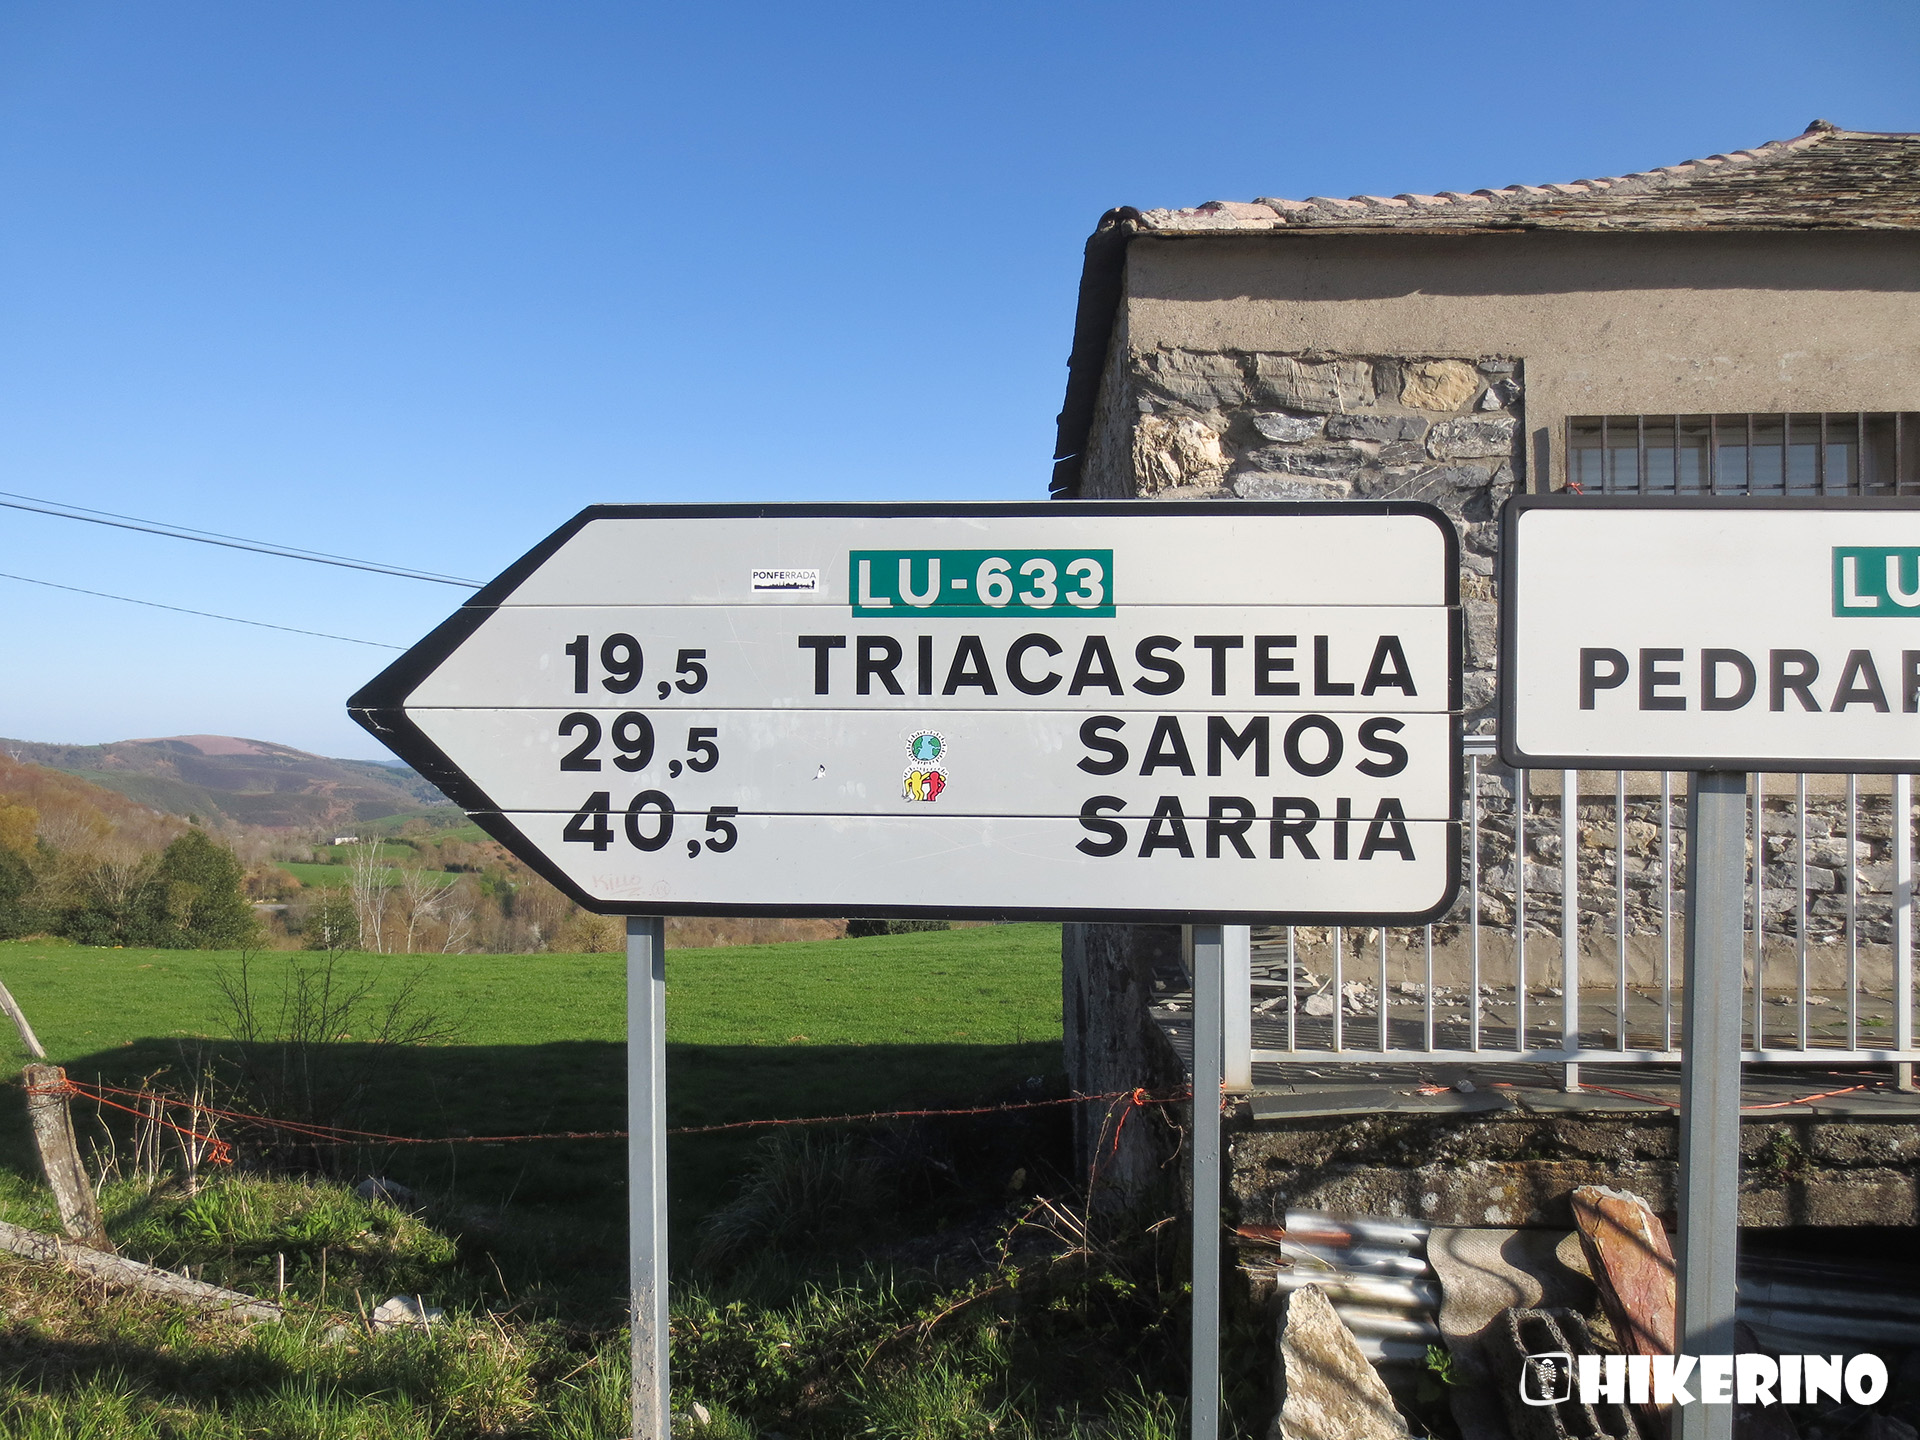 PONFERRADA
LU-633
19,5 TRIACASTELA
29,5 SAMOS
40,5 SARRIA
LU
PEDRAF
HIKERINO